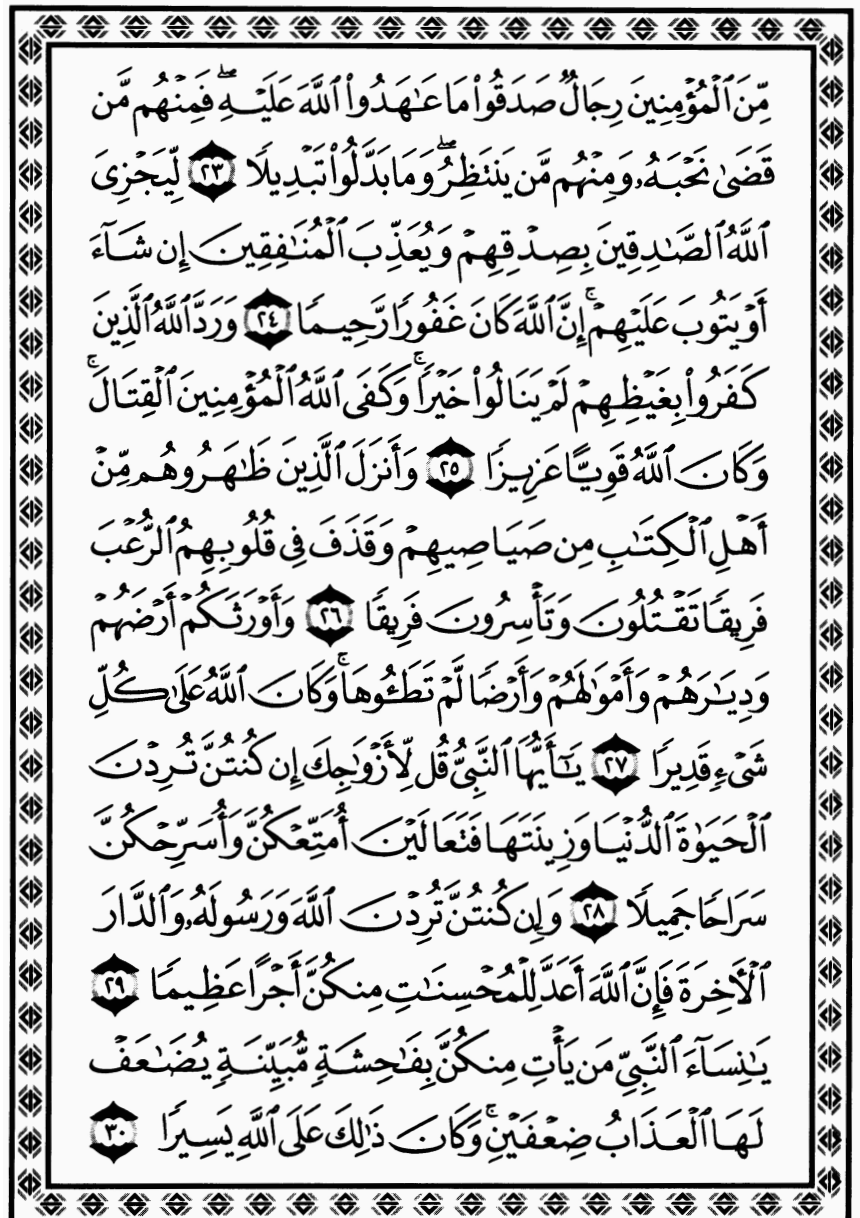 مِّنَ ٱلْمُؤْمِنِينَ رِجَالٌ صَدَقُوا۟ مَا عَـٰهَدُوا۟ ٱللَّهَ عَلَيْهِ ۖ فَمِنْهُم مَّن
قَضَىٰ نَحْبَهُۥ وَمِنْهُم مَّن يَنتَظِرُ ۖ وَمَا بَدَّلُوا۟ تَبْدِيلًا ٢٣ لِّيَجْزِىَ
ٱللَّهُ ٱلصَّـٰدِقِينَ بِصِدْقِهِمْ وَيُعَذِّبَ ٱلْمُنَـٰفِقِينَ إِن شَآءَ
أَوْ يَتُوبَ عَلَيْهِمْ ۚ إِنَّ ٱللَّهَ كَانَ غَفُورًا رَّحِيمًا ٢٤ وَرَدَّ ٱللَّهُ ٱلَّذِينَ
كَفَرُوا۟ بِغَيْظِهِمْ لَمْ يَنَالُوا۟ خَيْرًا ۚ وَكَفَى ٱللَّهُ ٱلْمُؤْمِنِينَ ٱلْقِتَالَ ۚ
وَكَانَ ٱللَّهُ قَوِيًّا عَزِيزًا ٢٥ وَأَنزَلَ ٱلَّذِينَ ظَـٰهَرُوهُم مِّنْ
أَهْلِ ٱلْكِتَـٰبِ مِن صَيَاصِيهِمْ وَقَذَفَ فِى قُلُوبِهِمُ ٱلرُّعْبَ
فَرِيقًا تَقْتُلُونَ وَتَأْسِرُونَ فَرِيقًا ٢٦ وَأَوْرَثَكُمْ أَرْضَهُمْ
وَدِيَـٰرَهُمْ وَأَمْوَٰلَهُمْ وَأَرْضًا لَّمْ تَطَـُٔوهَا ۚ وَكَانَ ٱللَّهُ عَلَىٰ كُلِّ
شَىْءٍ قَدِيرًا ٢٧ يَـٰٓأَيُّهَا ٱلنَّبِىُّ قُل لِّأَزْوَٰجِكَ إِن كُنتُنَّ تُرِدْنَ
ٱلْحَيَوٰةَ ٱلدُّنْيَا وَزِينَتَهَا فَتَعَالَيْنَ أُمَتِّعْكُنَّ وَأُسَرِّحْكُنَّ
سَرَاحًا جَمِيلًا ٢٨ وَإِن كُنتُنَّ تُرِدْنَ ٱللَّهَ وَرَسُولَهُۥ وَٱلدَّارَ
ٱلْـَٔاخِرَةَ فَإِنَّ ٱللَّهَ أَعَدَّ لِلْمُحْسِنَـٰتِ مِنكُنَّ أَجْرًا عَظِيمًا ٢٩
يَـٰنِسَآءَ ٱلنَّبِىِّ مَن يَأْتِ مِنكُنَّ بِفَـٰحِشَةٍ مُّبَيِّنَةٍ يُضَـٰعَفْ
لَهَا ٱلْعَذَابُ ضِعْفَيْنِ ۚ وَكَانَ ذَٰلِكَ عَلَى ٱللَّهِ يَسِيرًا ٣٠